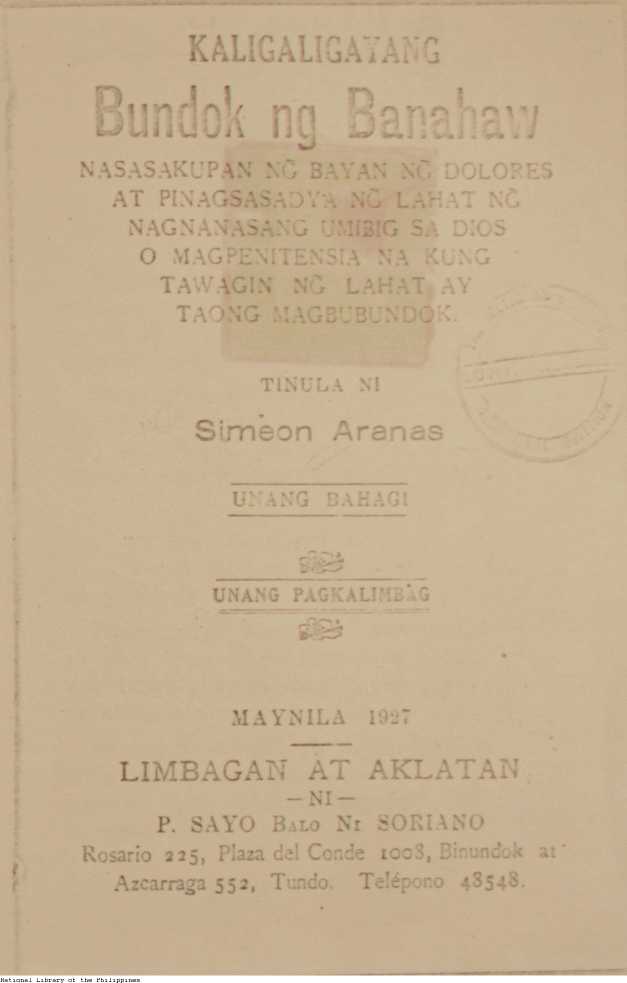 KALIGALIGAYANG
Bundok ng Banahaw
NASASAKUPAN NG̃ BAYAN NG̃ DOLORES
AT PINAGSASADYA NG̃ LAHAT NG̃
NAGNANASANG UMIBIG SA DIOS
O MAGPENITENSIA NA KUNG
TAWAGIN NG̃ LAHAT AY
TAONG MAGBUBUNDOK.
TINULA NI
Simeon Aranas
UNANG BAHAGI
UNANG PAGKALIMBAG
MAYNILA 1927
LIMBAGAN AT AKLATAN
—NI—
P. SAYO BALO NI SORIANO
Rosario 225, Plaza del Conde 1008, Binundok at
Azcarraga 552, Tundo. Telépono 48548.
National Library of the Philippines